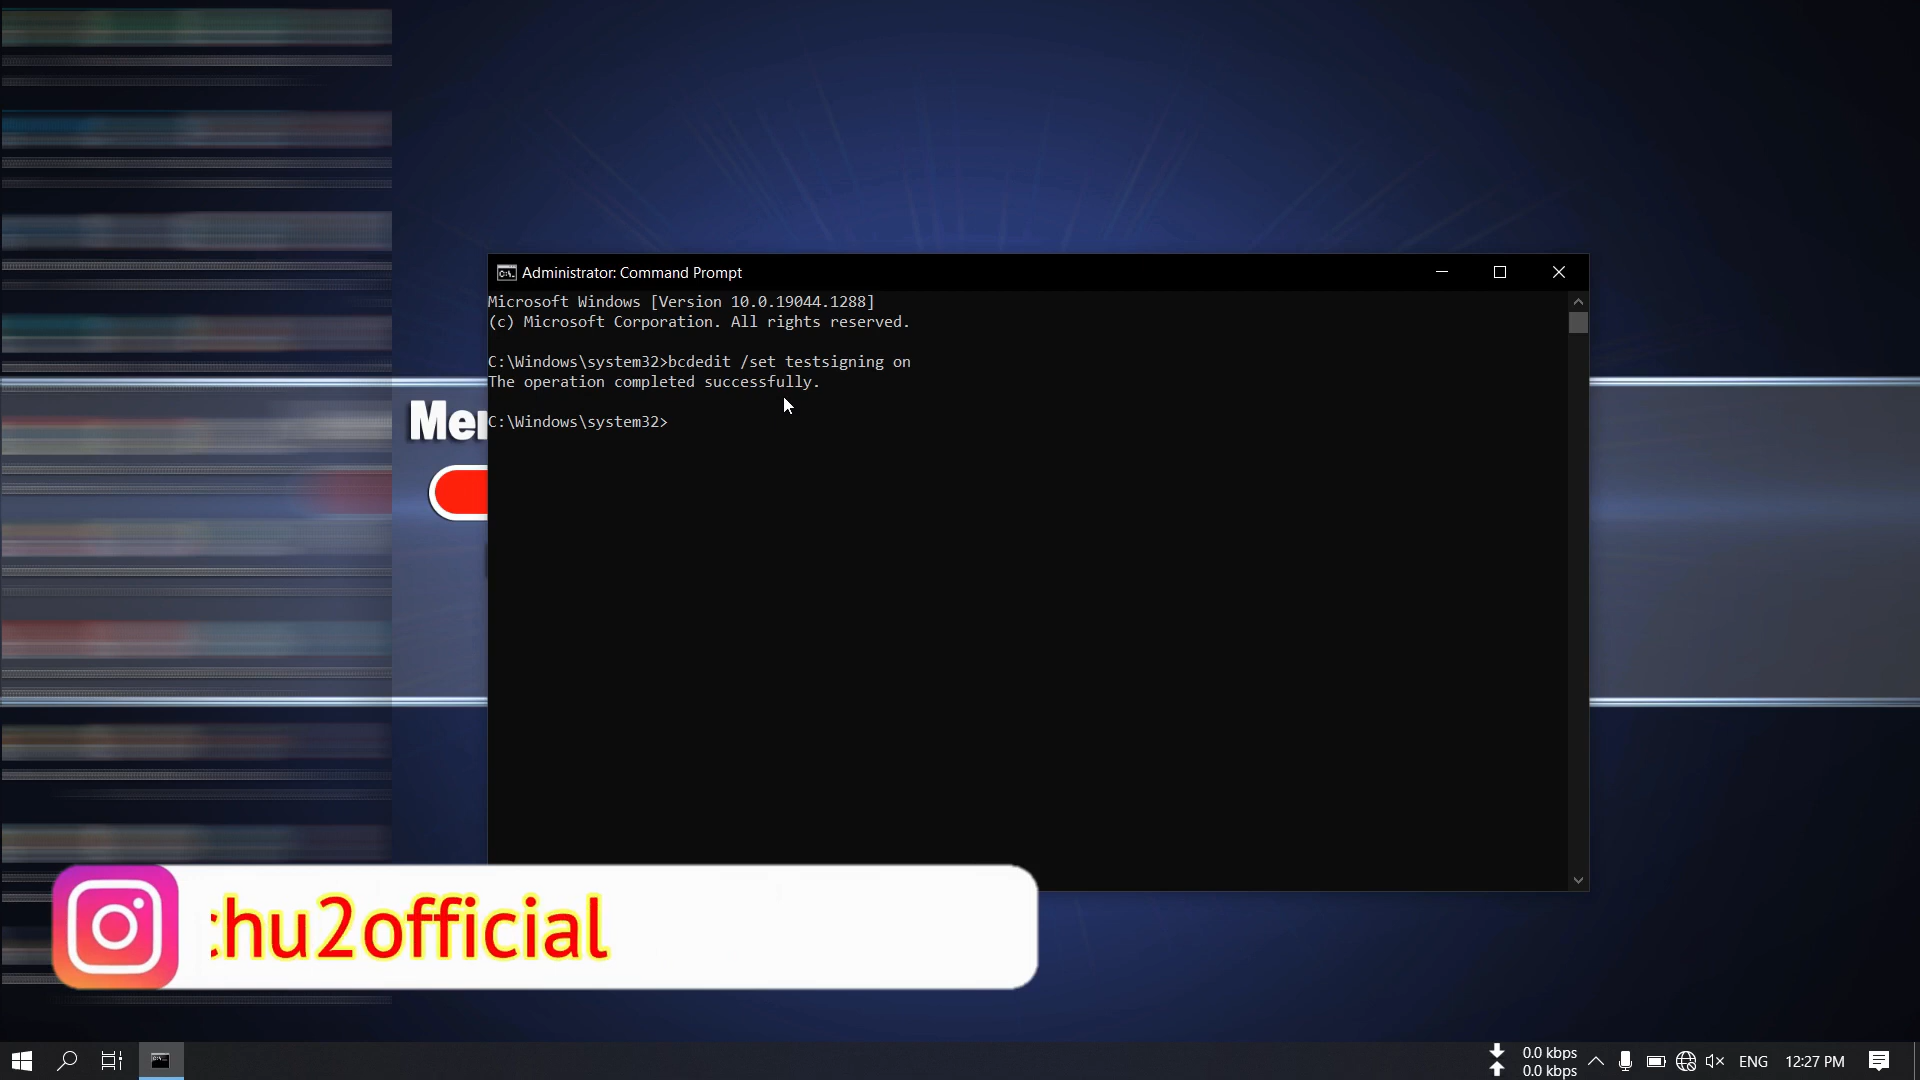 Administrator: Command Prompt
Microsoft Windows [Version 10.0.19044.1288]
(c) Microsoft Corporation. All rights reserved.
C:\Windows\system32>bcdedit /set testsigning on
The operation completed successfully.
C:\Windows\system32>
hu2official
0.0 kbps
0.0 kbps
ENG
12:27 PM